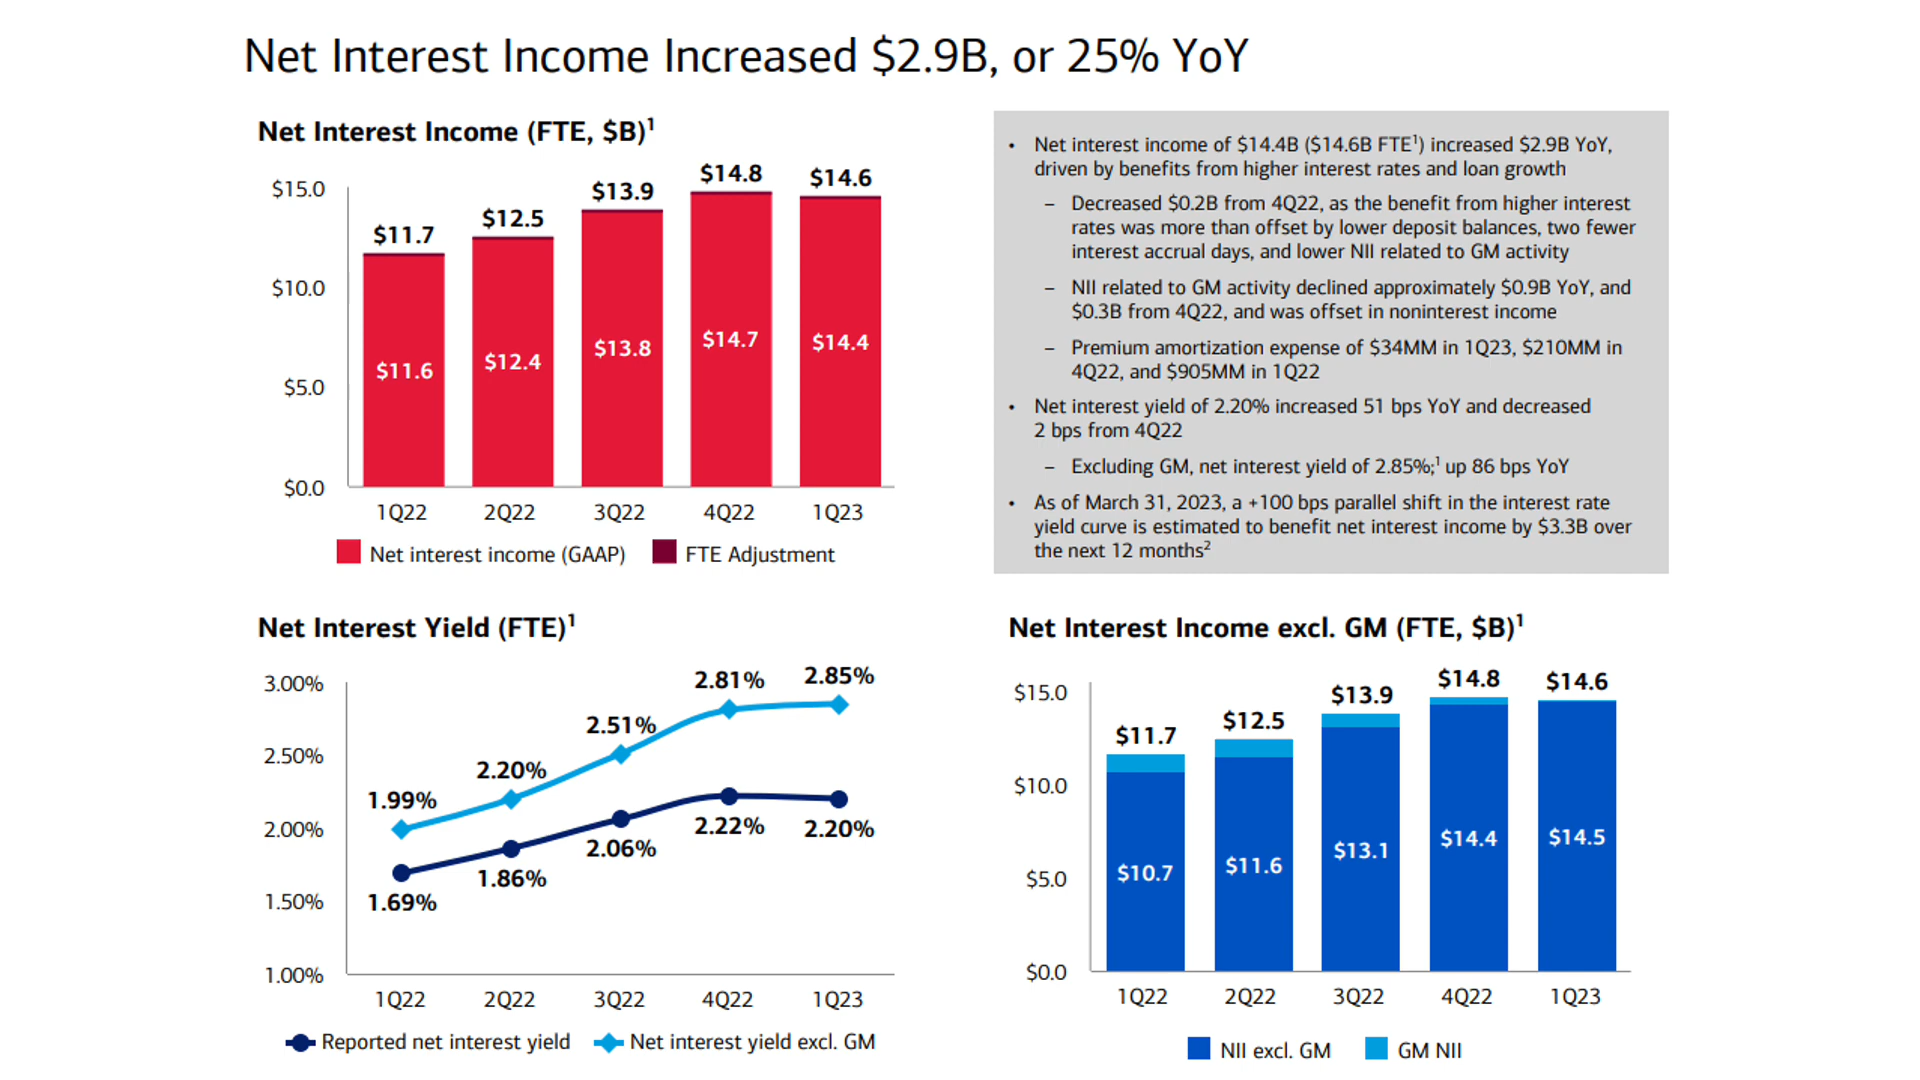 Net Interest Income Increased $2.9B, or 25% YoY
Net Interest Income (FTE, $B)¹
$15.0
$10.0
$5.0
$0.0
$11.7
$12.5
$13.9
$14.8
$14.6
$11.6
$12.4
$13.8
$14.7
$14.4
1Q22
2Q22
3Q22
4Q22
1Q23
Net interest income (GAAP)
FTE Adjustment
• Net interest income of $14.4B ($14.6B FTE¹) increased $2.9B YoY,
driven by benefits from higher interest rates and loan growth
– Decreased $0.2B from 4Q22, as the benefit from higher interest
rates was more than offset by lower deposit balances, two fewer
interest accrual days, and lower NII related to GM activity
– NII related to GM activity declined approximately $0.9B YoY, and
$0.3B from 4Q22, and was offset in noninterest income
– Premium amortization expense of $34MM in 1Q23, $210MM in
4Q22, and $905MM in 1Q22
• Net interest yield of 2.20% increased 51 bps YoY and decreased
2 bps from 4Q22
– Excluding GM, net interest yield of 2.85%;¹ up 86 bps YoY
• As of March 31, 2023, a +100 bps parallel shift in the interest rate
yield curve is estimated to benefit net interest income by $3.3B over
the next 12 months²
Net Interest Yield (FTE)¹
3.00%
2.50%
2.00%
1.50%
1.00%
1.99%
2.20%
2.51%
2.81%
2.85%
1.69%
1.86%
2.06%
2.22%
2.20%
1Q22
2Q22
3Q22
4Q22
1Q23
Reported net interest yield
Net interest yield excl. GM
Net Interest Income excl. GM (FTE, $B)¹
$15.0
$10.0
$5.0
$0.0
$11.7
$12.5
$13.9
$14.8
$14.6
$10.7
$11.6
$13.1
$14.4
$14.5
1Q22
2Q22
3Q22
4Q22
1Q23
NII excl. GM
GM NII